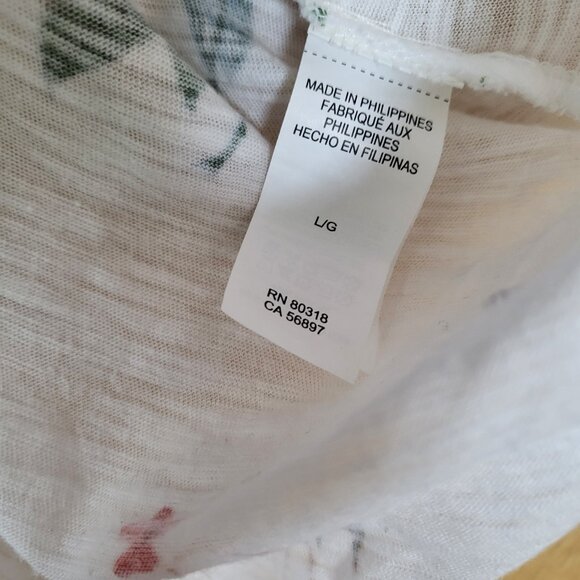 MADE IN PHILIPPINES
FABRIQUÉ AUX
PHILIPPINES
HECHO EN FILIPINAS
L/G
RN 80318
CA 56897